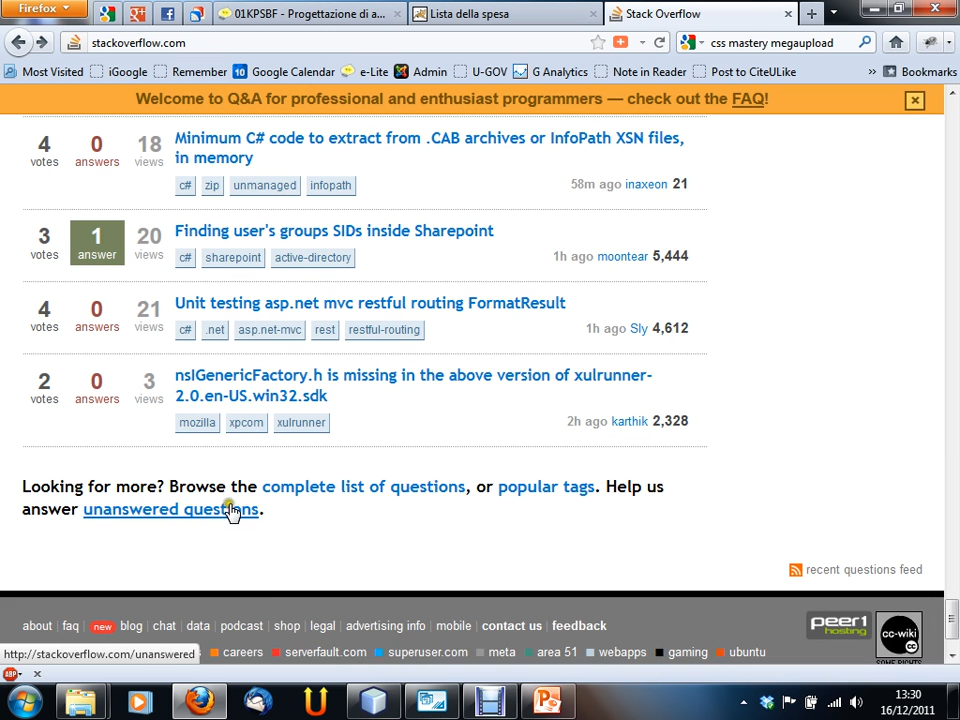 Firefox
01KPSBF - Progettazione di a...
Lista della spesa
Stack Overflow
stackoverflow.com
css mastery megaupload
Most Visited
iGoogle
Remember
10 Google Calendar
e-Lite
Admin
U-GOV
G Analytics
Note in Reader
Post to CiteULike
»
Bookmarks
Welcome to Q&A for professional and enthusiast programmers — check out the FAQ!
4 votes
0 answers
18 views
Minimum C# code to extract from .CAB archives or InfoPath XSN files,
in memory
c# zip unmanaged infopath
58m ago inaxeon 21
3 votes
1 answer
20 views
Finding user's groups SIDs inside Sharepoint
c# sharepoint active-directory
1h ago moontear 5,444
4 votes
0 answers
21 views
Unit testing asp.net mvc restful routing FormatResult
c# .net asp.net-mvc rest restful-routing
1h ago Sly 4,612
2 votes
0 answers
3 views
nsIGenericFactory.h is missing in the above version of xulrunner-
2.0.en-US.win32.sdk
mozilla xpcom xulrunner
2h ago karthik 2,328
Looking for more? Browse the complete list of questions, or popular tags. Help us
answer unanswered questions.
recent questions feed
about | faq | new blog | chat | data | podcast | shop | legal | advertising info | mobile | contact us | feedback
peer1
hosting
cc-wiki
http://stackoverflow.com/unanswered
careers serverfault.com superuser.com meta area 51 webapps gaming ubuntu
ABP
13:30
16/12/2011